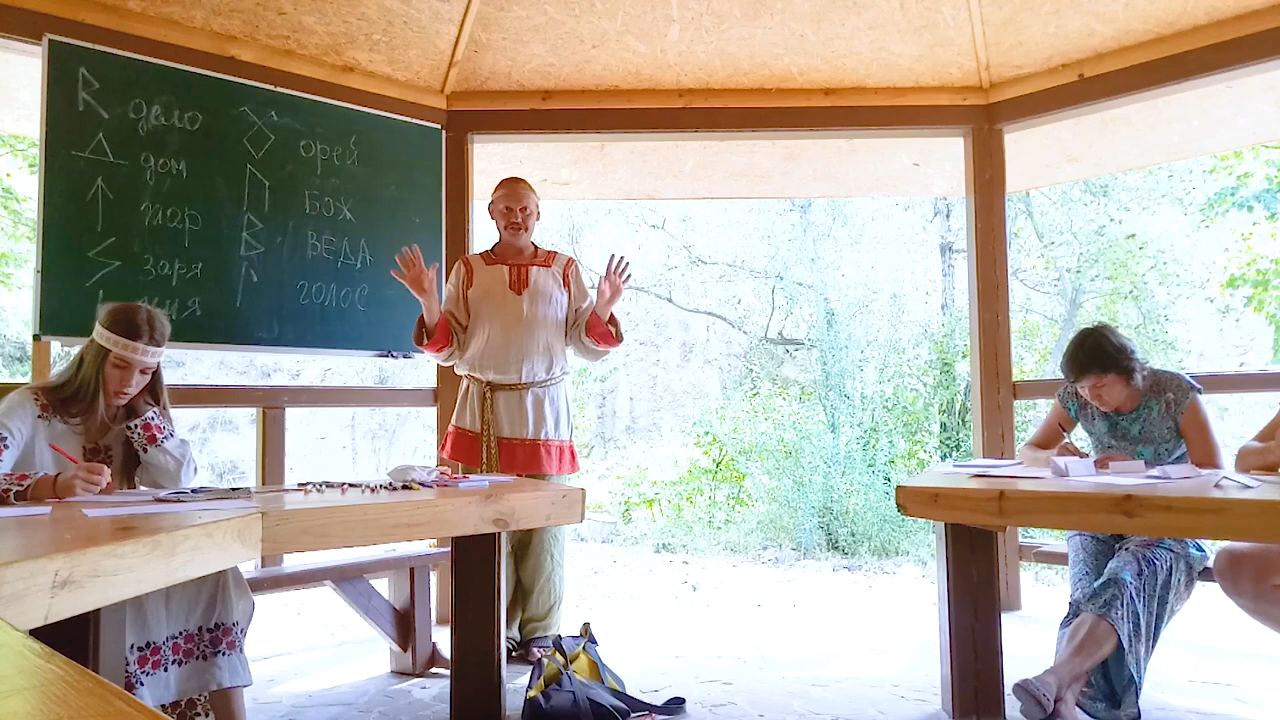 дело
дом
пар
заря
орей
бож
ВЕДА
голос